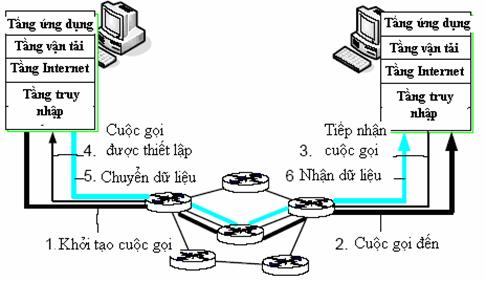 Tầng ứng dụng
Tầng vận tải
Tầng Internet
Tầng truy
nhập
Tầng ứng dụng
Tầng vận tải
Tầng Internet
Tầng truy
nhập
Cuộc gọi
4. được thiết lập
5. Chuyển dữ liệu
Tiếp nhận
3. cuộc gọi
6 Nhận dữ liệu
1. Khởi tạo cuộc gọi
2. Cuộc gọi đến